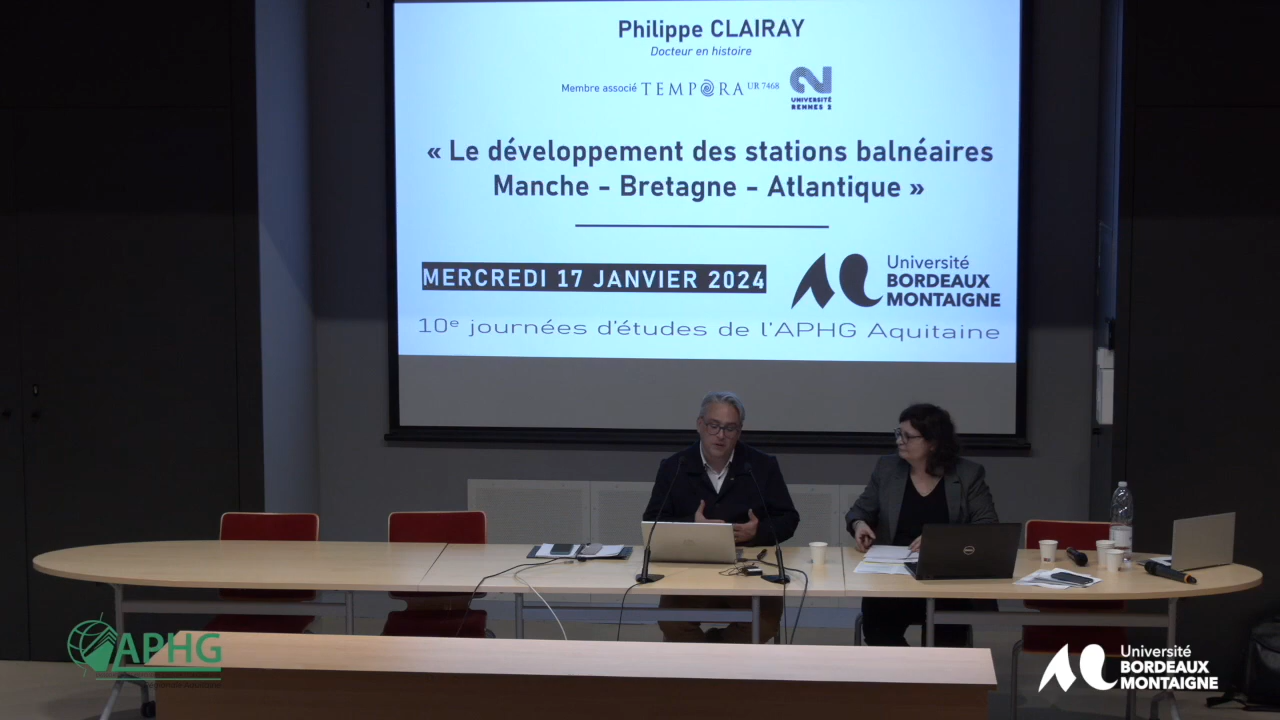 Philippe CLAIRAY
Docteur en histoire
Membre associé TEMPORA UR 7468
UNIVERSITÉ
RENNES 2
« Le développement des stations balnéaires
Manche - Bretagne - Atlantique »
MERCREDI 17 JANVIER 2024
Université
BORDEAUX
MONTAIGNE
10e journées d'études de l'APHG Aquitaine
DELL
APHG
Université
BORDEAUX
MONTAIGNE